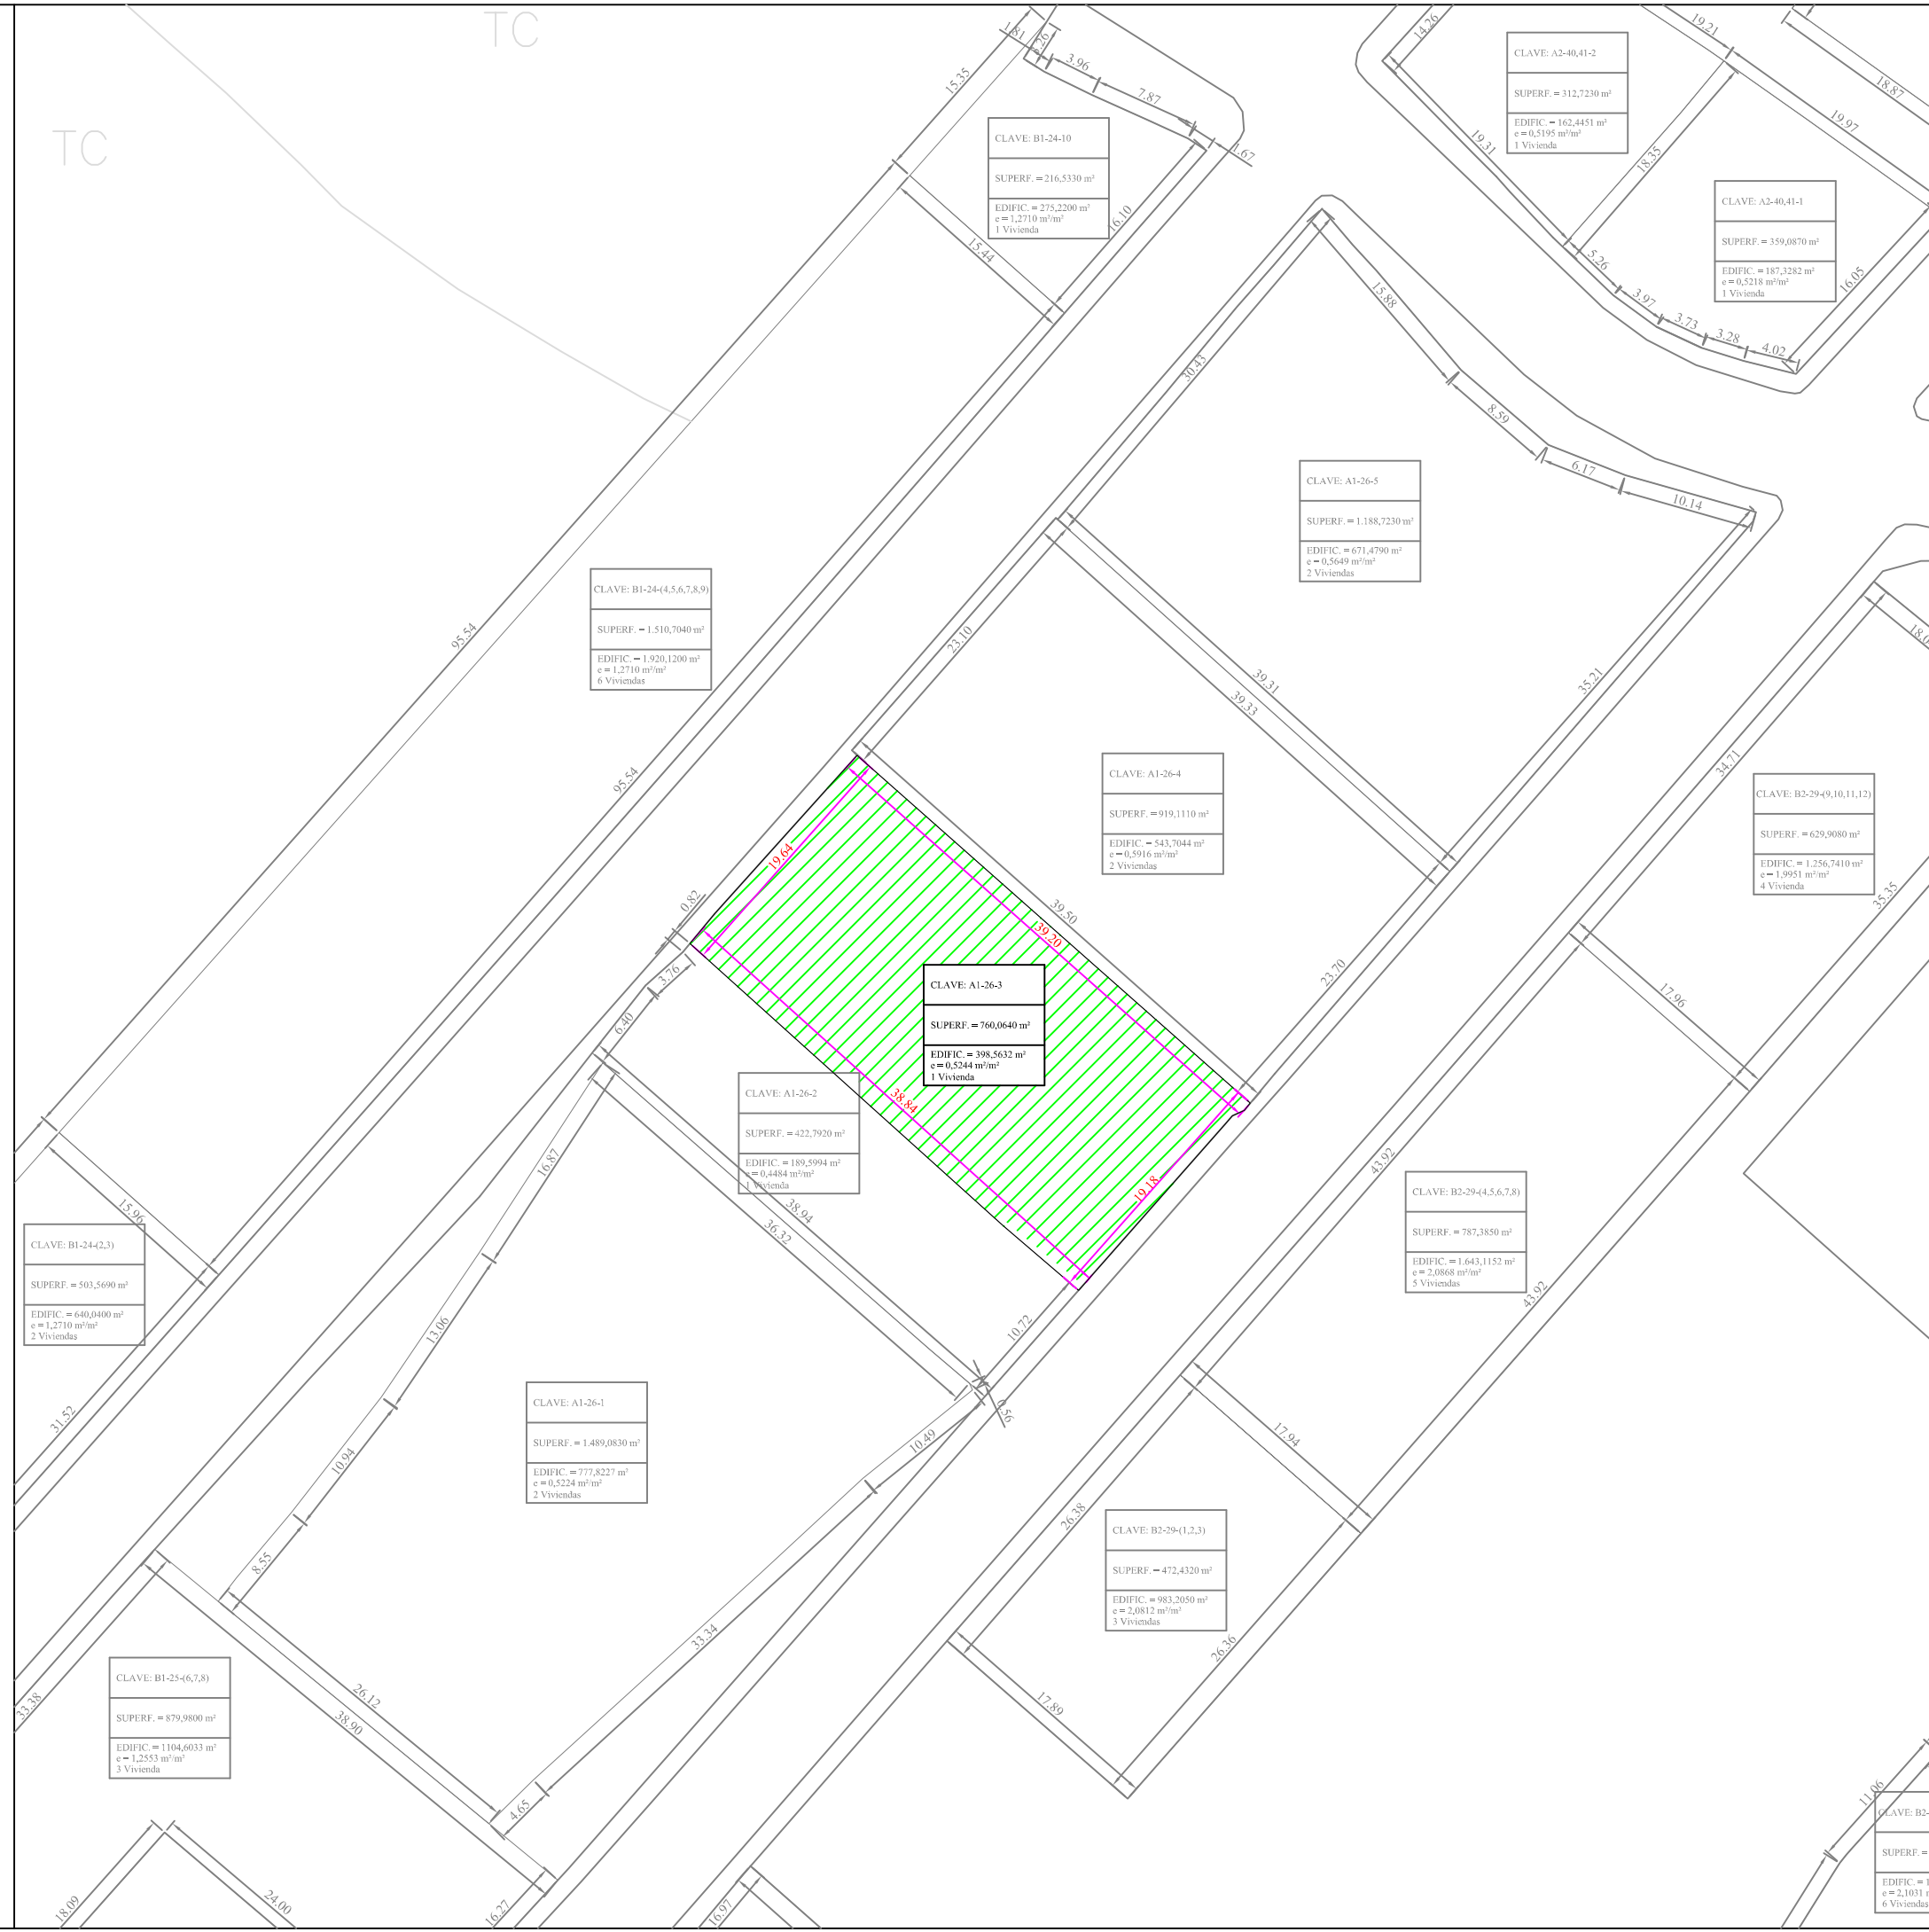 TC
TC
15.35
1.81
3.96
7.87
1.67
CLAVE: B1-24-10
SUPERF. = 216,5330 m²
EDIFIC. = 275,2200 m²
e = 1,2710 m²/m²
1 Vivienda
16.10
15.44
14.26
19.21
18.87
19.97
CLAVE: A2-40,41-2
SUPERF. = 312,7230 m²
EDIFIC. = 162,4451 m²
e = 0,5195 m²/m²
1 Vivienda
19.31
18.35
CLAVE: A2-40,41-1
SUPERF. = 359,0870 m²
EDIFIC. = 187,3282 m²
e = 0,5218 m²/m²
1 Vivienda
5.26
3.97
3.73
3.28
4.02
16.05
15.88
30.43
8.59
6.17
10.14
CLAVE: A1-26-5
SUPERF. = 1.188,7230 m²
EDIFIC. = 671,4790 m²
e = 0,5649 m²/m²
2 Viviendas
CLAVE: B1-24-(4,5,6,7,8,9)
SUPERF. = 1.510,7040 m²
EDIFIC. = 1.920,1200 m²
e = 1,2710 m²/m²
6 Viviendas
95.54
95.54
23.10
39.31
39.33
35.21
34.71
CLAVE: A1-26-4
SUPERF. = 919,1110 m²
EDIFIC. = 543,7044 m²
e = 0,5916 m²/m²
2 Viviendas
CLAVE: B2-29-(9,10,11,12)
SUPERF. = 629,9080 m²
EDIFIC. = 1.256,7410 m²
e = 1,9951 m²/m²
4 Vivienda
35.35
19.64
0.82
39.50
39.20
3.76
6.40
23.70
17.96
CLAVE: A1-26-3
SUPERF. = 760,0640 m²
EDIFIC. = 398,5632 m²
e = 0,5244 m²/m²
1 Vivienda
38.84
19.18
CLAVE: A1-26-2
SUPERF. = 422,7920 m²
EDIFIC. = 189,5994 m²
e = 0,4484 m²/m²
1 Vivienda
16.87
38.94
36.32
43.92
43.92
CLAVE: B2-29-(4,5,6,7,8)
SUPERF. = 787,3850 m²
EDIFIC. = 1.643,1152 m²
e = 2,0868 m²/m²
5 Viviendas
15.96
CLAVE: B1-24-(2,3)
SUPERF. = 503,5690 m²
EDIFIC. = 640,0400 m²
e = 1,2710 m²/m²
2 Viviendas
31.52
13.06
10.94
8.55
10.72
0.56
10.49
CLAVE: A1-26-1
SUPERF. = 1.489,0830 m²
EDIFIC. = 777,8227 m²
e = 0,5224 m²/m²
2 Viviendas
17.94
26.38
CLAVE: B2-29-(1,2,3)
SUPERF. = 472,4320 m²
EDIFIC. = 983,2050 m²
e = 2,0812 m²/m²
3 Viviendas
26.36
17.89
33.34
26.12
38.90
33.38
CLAVE: B1-25-(6,7,8)
SUPERF. = 879,9800 m²
EDIFIC. = 1104,6033 m²
e = 1,2553 m²/m²
3 Vivienda
4.65
18.09
24.00
16.27
16.97
11.06
CLAVE: B2-
SUPERF. =
EDIFIC. = 1
e = 2,1031
6 Viviendas